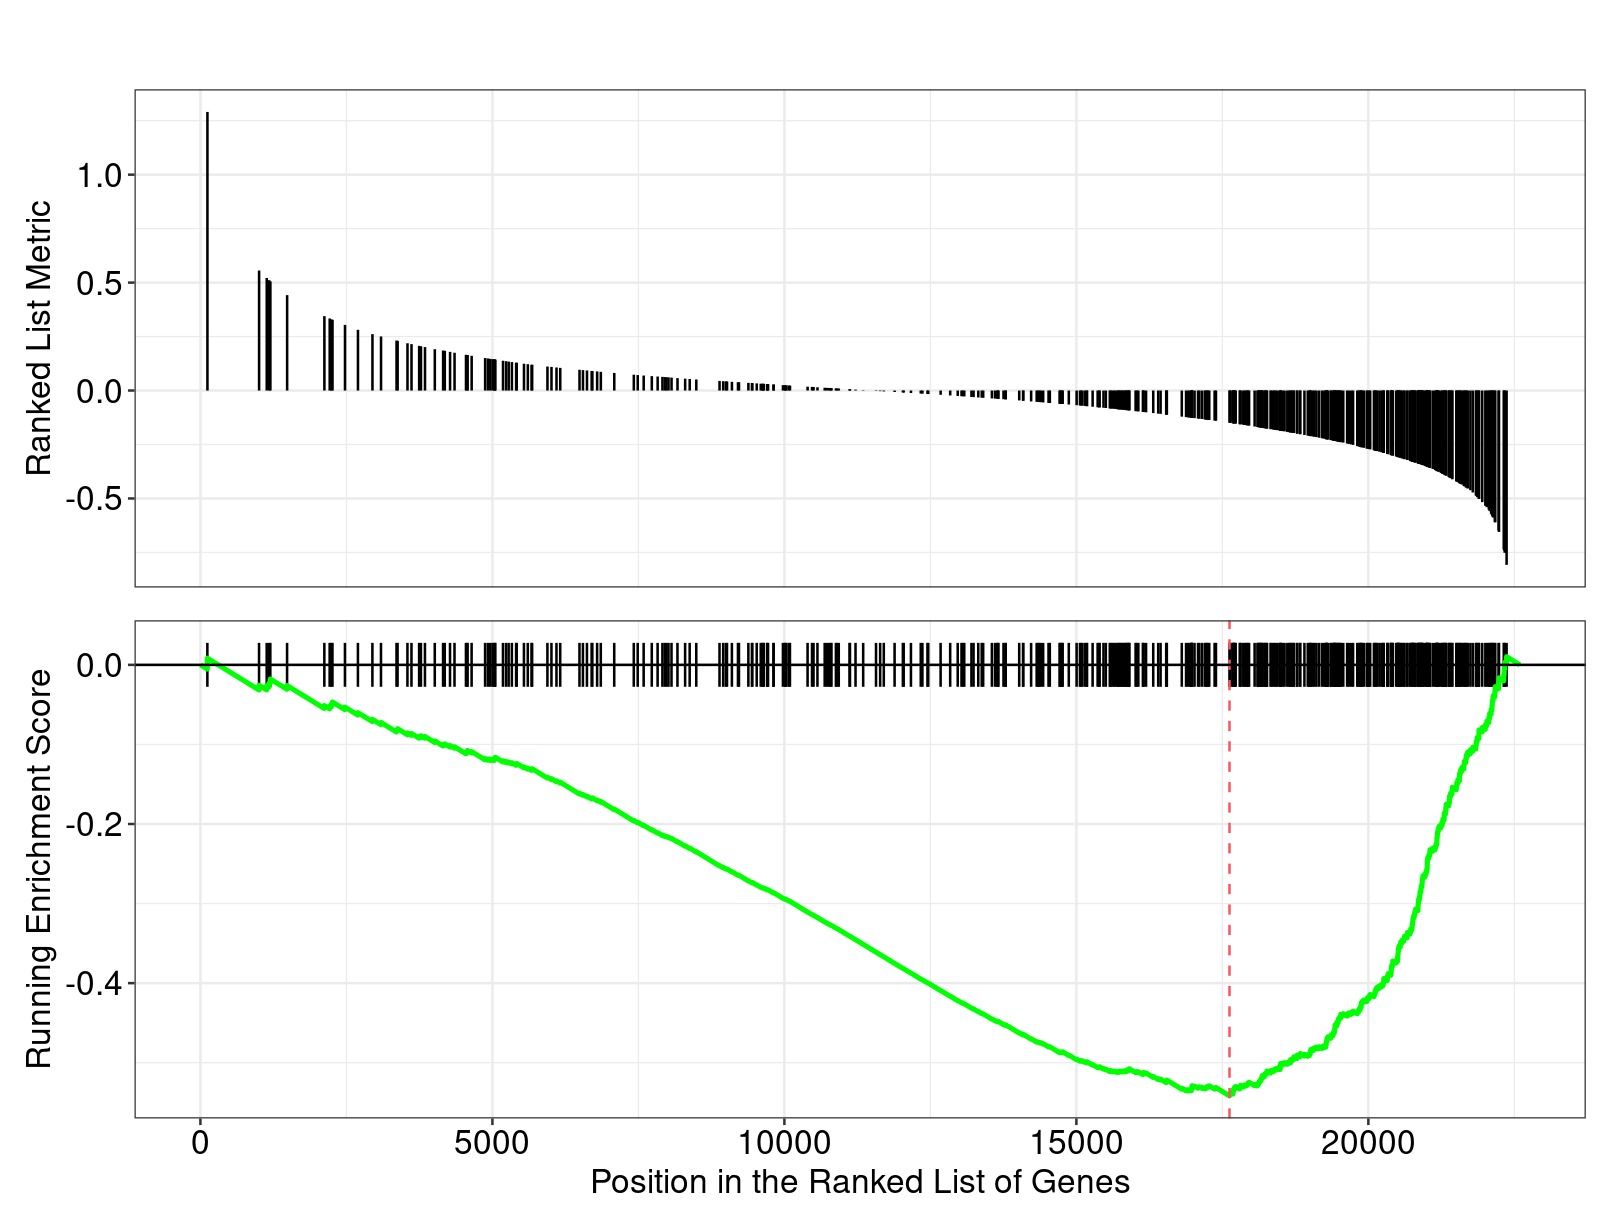 Ranked List Metric
1.0
0.5
0.0
-0.5
Running Enrichment Score
0.0
-0.2
-0.4
0 5000 10000 15000 20000
Position in the Ranked List of Genes